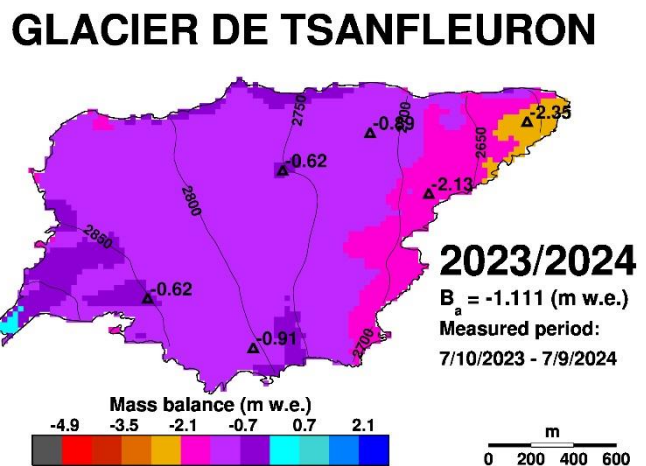 GLACIER DE TSANFLEURON
2750
-2.35
-0.89
2700
2650
-0.62
-2.13
2800
2850
2023/2024
-0.62
Ba = -1.111 (m w.e.)
Measured period:
-0.91
2700
7/10/2023 - 7/9/2024
Mass balance (m w.e.)
-4.9 -3.5 -2.1 -0.7 0.7 2.1
m
0 200 400 600